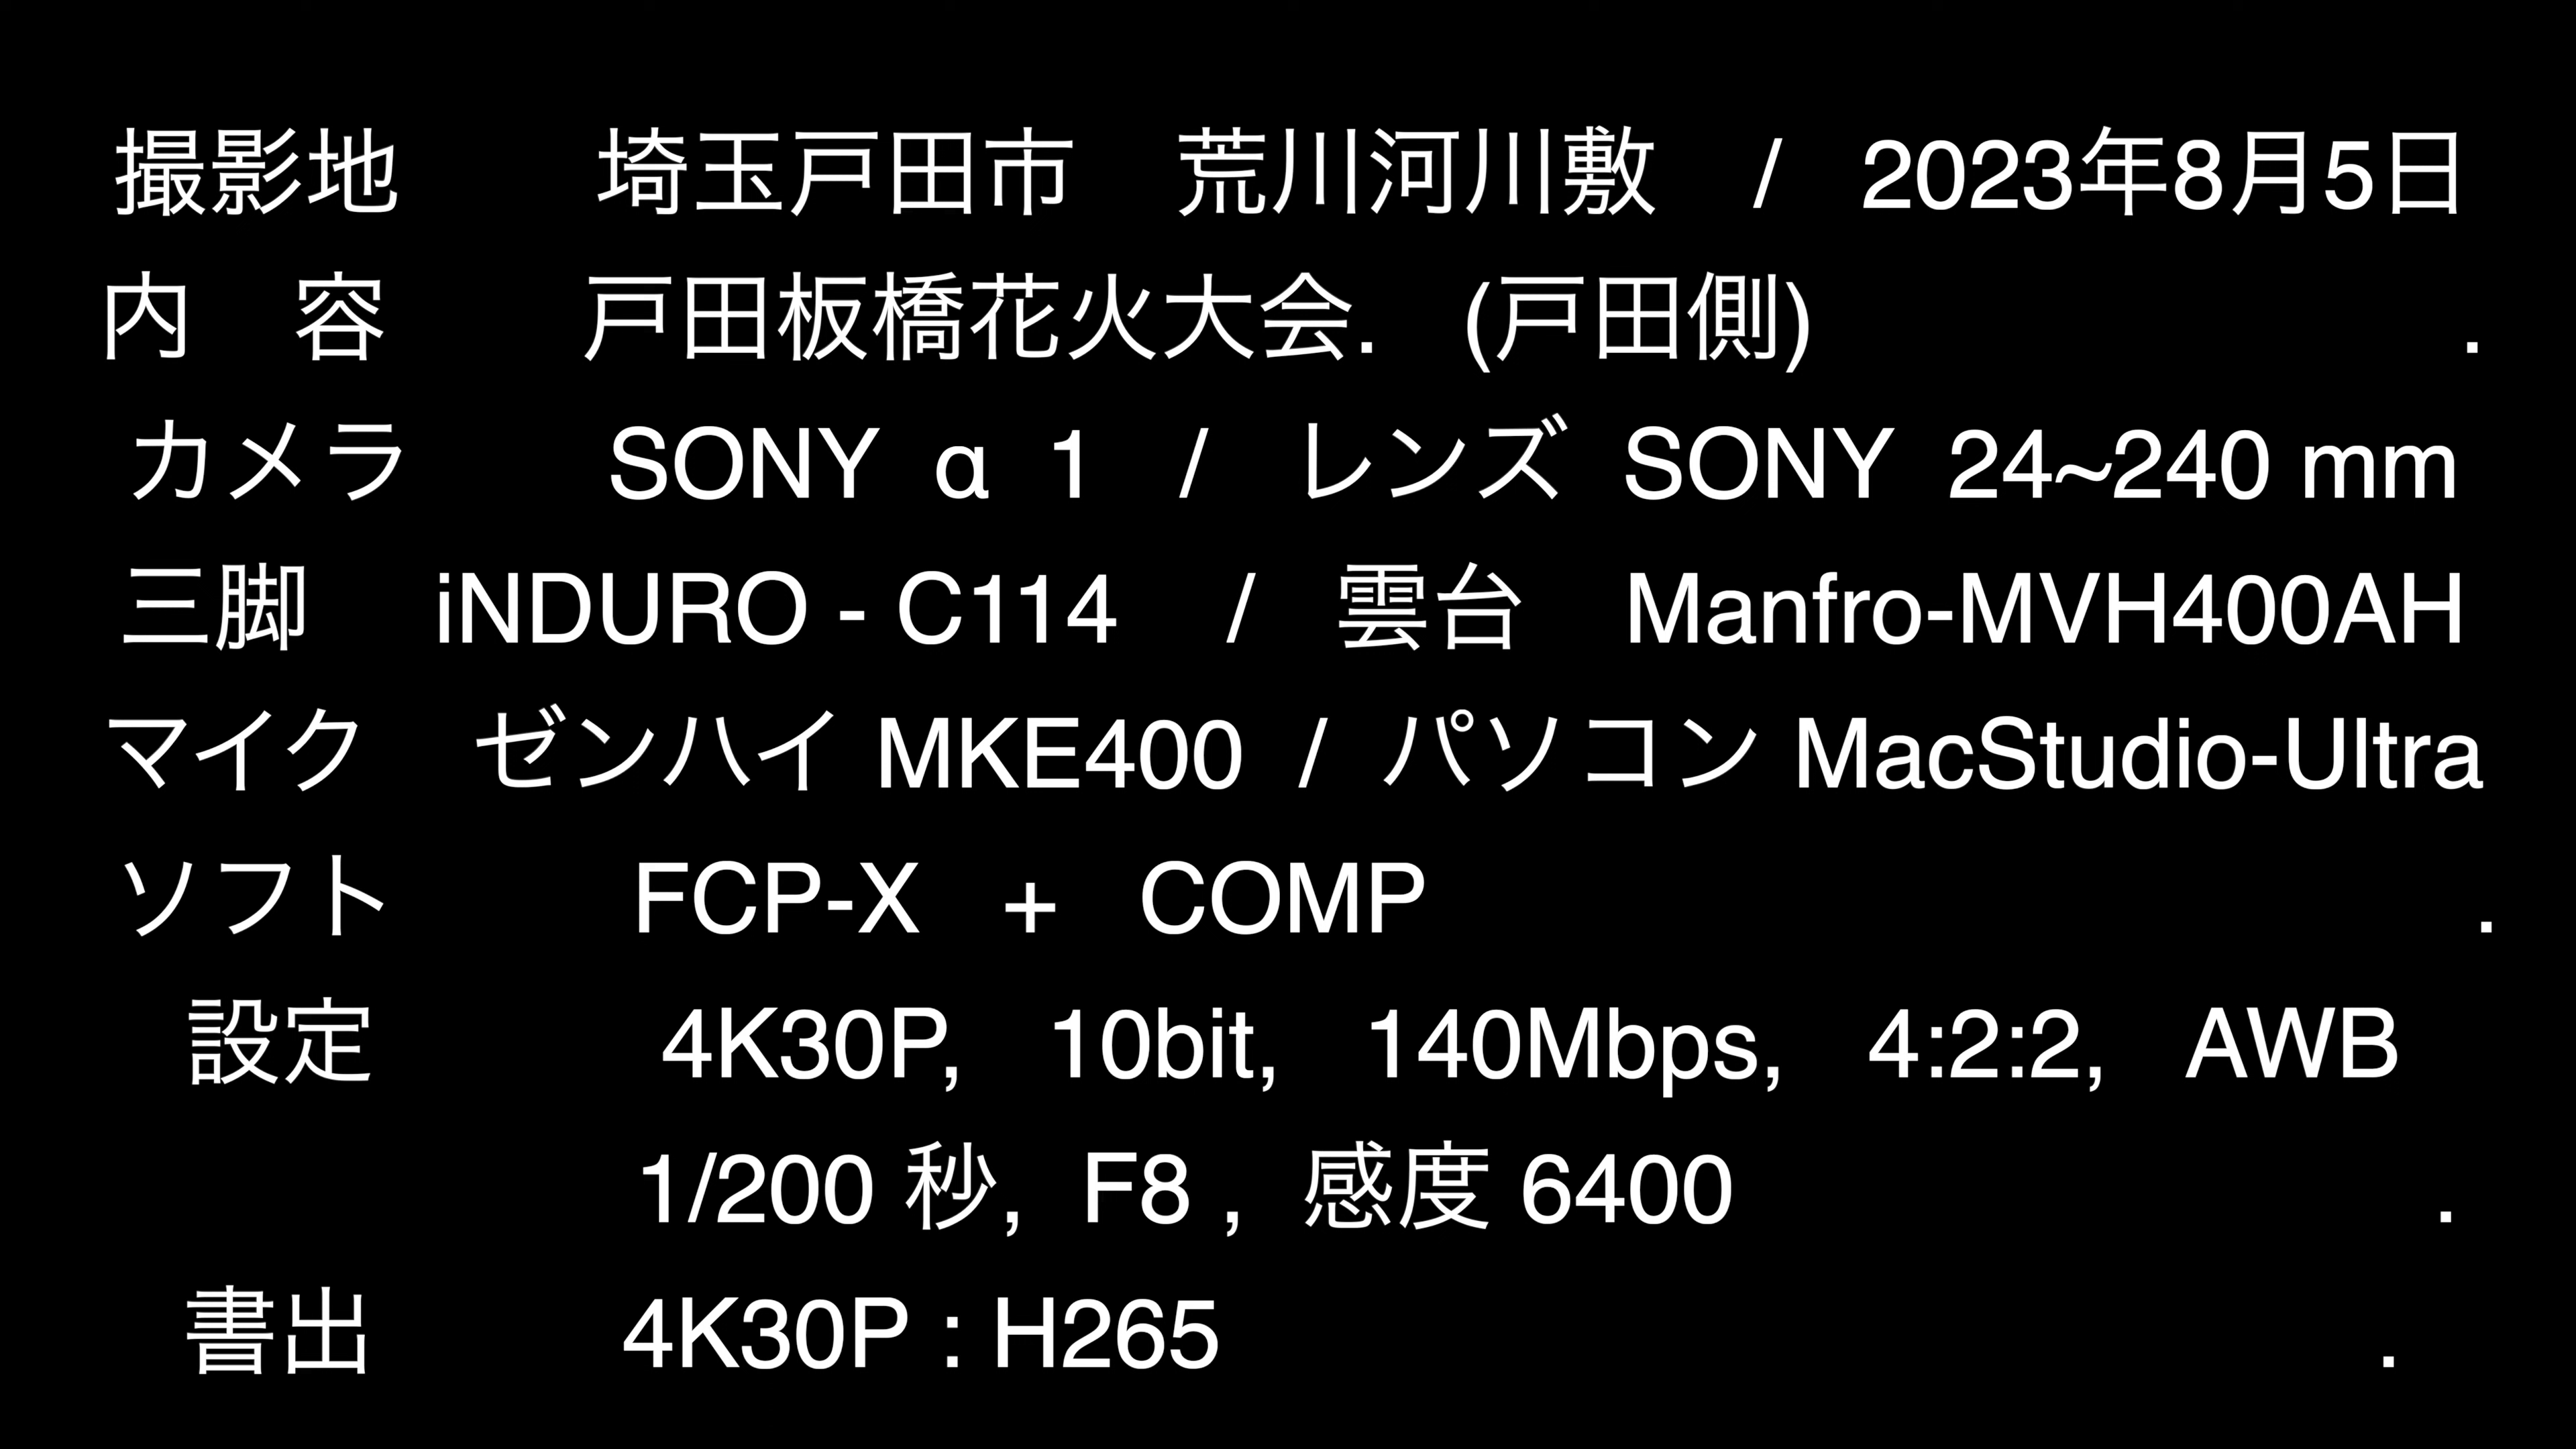 撮影地 埼玉戸田市 荒川河川敷 / 2023年8月5日
内 容 戸田板橋花火大会. (戸田側) .
カメラ SONY α 1 / レンズ SONY 24~240 mm
三脚 iNDURO - C114 / 雲台 Manfro-MVH400AH
マイク ゼンハイ MKE400 / パソコン MacStudio-Ultra
ソフト FCP-X + COMP .
設定 4K30P, 10bit, 140Mbps, 4:2:2, AWB
1/200 秒, F8 , 感度 6400 .
書出 4K30P : H265 .